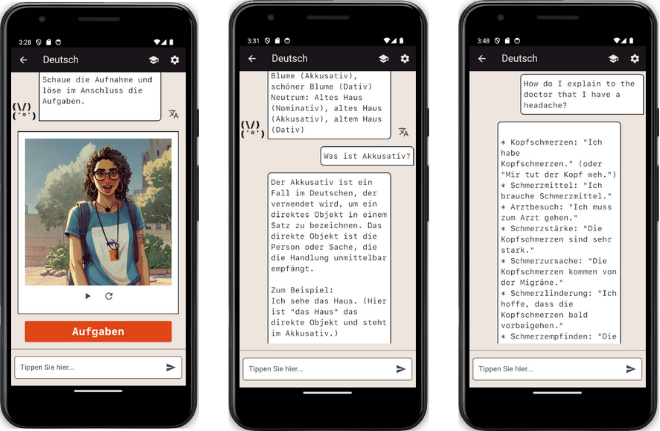 3:28
Deutsch
Schaue die Aufnahme und
löse im Anschluss die
Aufgaben.
(\/)
(°.°)
Aufgaben
Tippen Sie hier...
3:31
Deutsch
Blume (Akkusativ),
schöner Blume (Dativ)
Neutrum: Altes Haus
(Nominativ), altes Haus
(Akkusativ), altem Haus
(Dativ)
(\/)
(°.°)
Was ist Akkusativ?
Der Akkusativ ist ein
Fall im Deutschen, der
verwendet wird, um ein
direktes Objekt in einem
Satz zu bezeichnen. Das
direkte Objekt ist die
Person oder Sache, die
die Handlung unmittelbar
empfängt.
Zum Beispiel:
Ich sehe das Haus. (Hier
ist "das Haus" das
direkte Objekt und steht
im Akkusativ.)
Tippen Sie hier...
3:48
Deutsch
How do I explain to the
doctor that I have a
headache?
* Kopfschmerzen: "Ich
habe
Kopfschmerzen." (oder
"Mir tut der Kopf weh.")
* Schmerzmittel: "Ich
brauche Schmerzmittel."
* Arztbesuch: "Ich muss
zum Arzt gehen."
* Schmerzstärke: "Die
Kopfschmerzen sind sehr
stark."
* Schmerzursache: "Die
Kopfschmerzen kommen von
der Migräne."
* Schmerzlinderung: "Ich
hoffe, dass die
Kopfschmerzen bald
vorbeigehen."
* Schmerzempfinden: "Die
Tippen Sie hier...